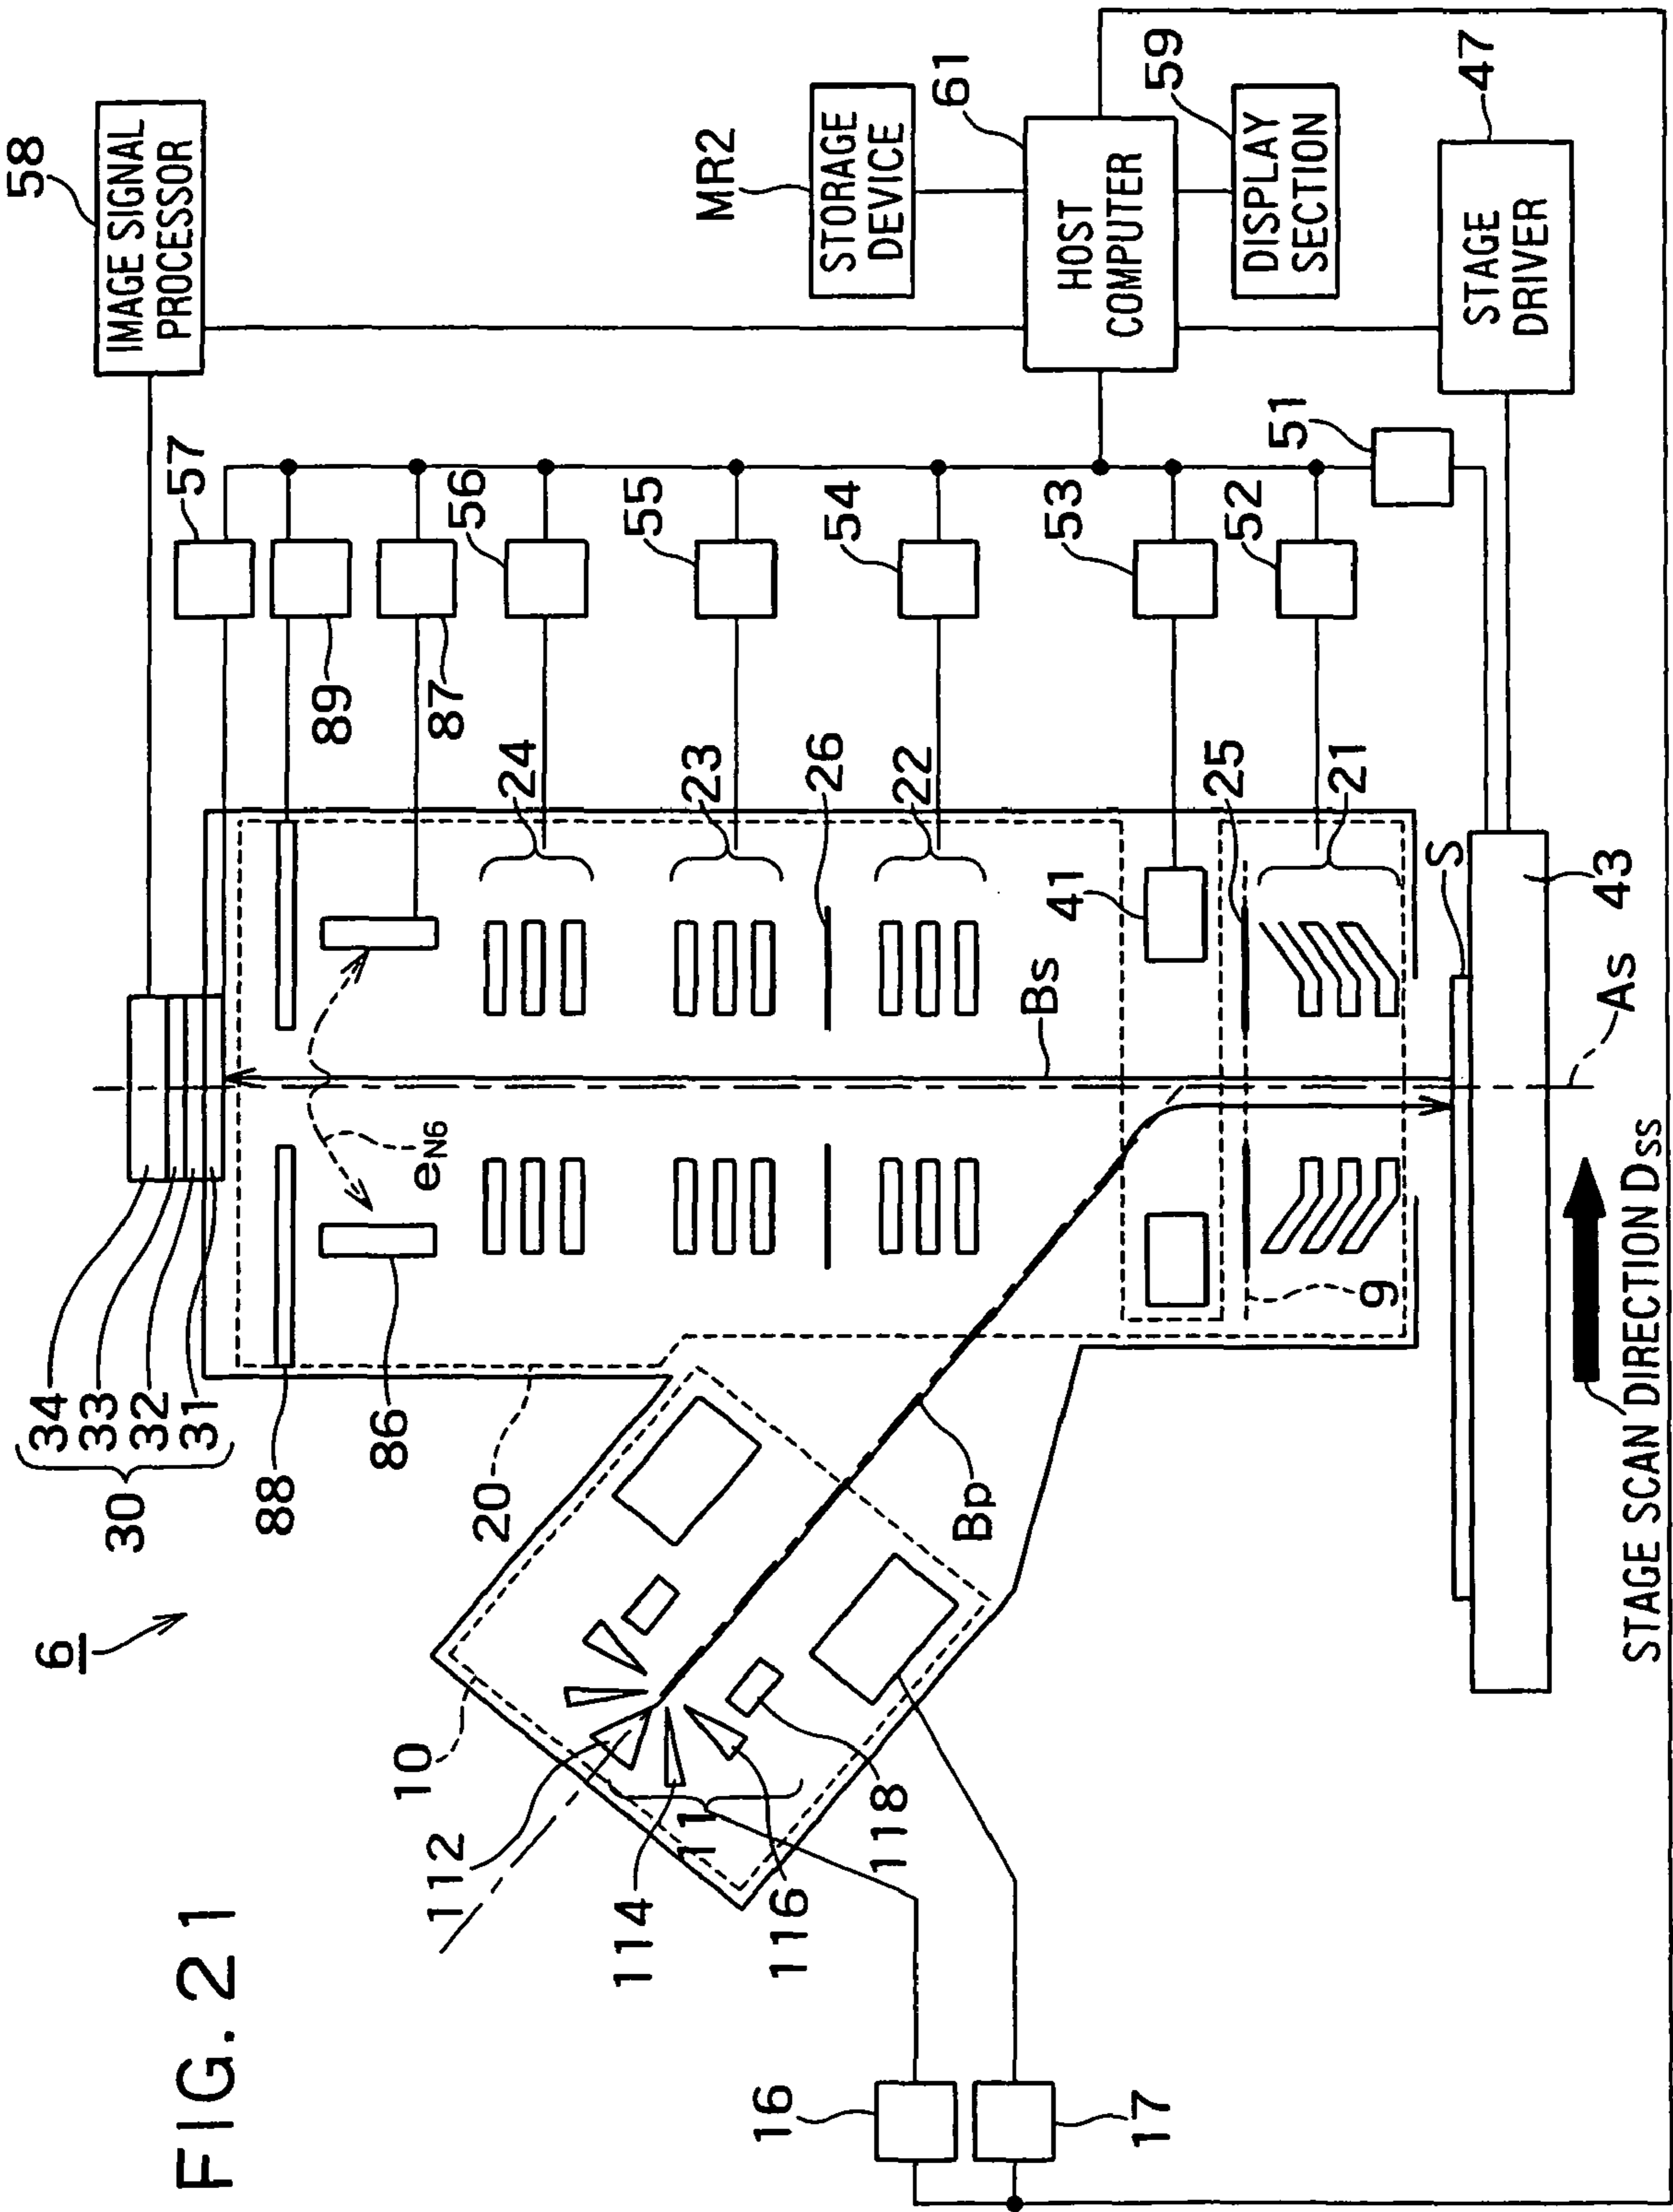 FIG. 21
6
30
34
33
32
31
88
86
20
10
112
114
116
118
11
16
17
Bp
eN6
24
23
26
22
41
Bs
25
21
9
S
43
As
STAGE SCAN DIRECTION DSS
57
89
87
56
55
54
53
52
51
58
IMAGE SIGNAL
PROCESSOR
MR2
STORAGE
DEVICE
61
HOST
COMPUTER
59
DISPLAY
SECTION
47
STAGE
DRIVER